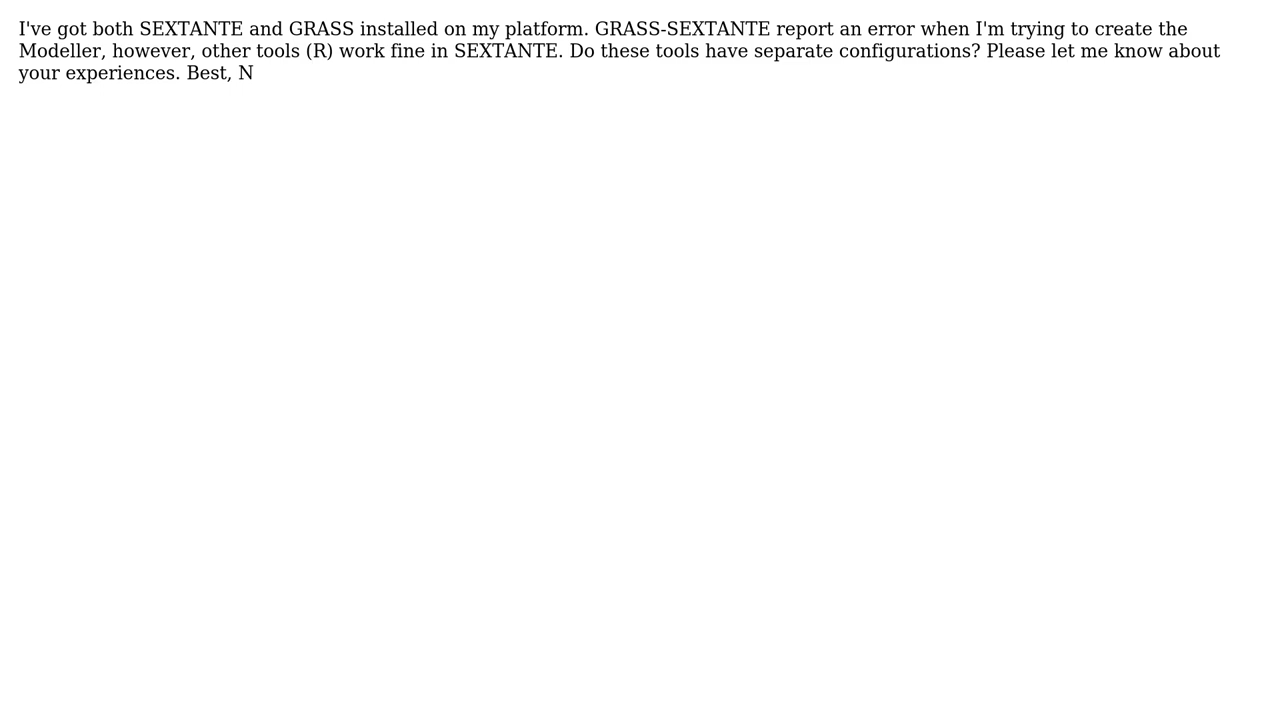 I've got both SEXTANTE and GRASS installed on my platform. GRASS-SEXTANTE report an error when I'm trying to create the
Modeller, however, other tools (R) work fine in SEXTANTE. Do these tools have separate configurations? Please let me know about
your experiences. Best, N